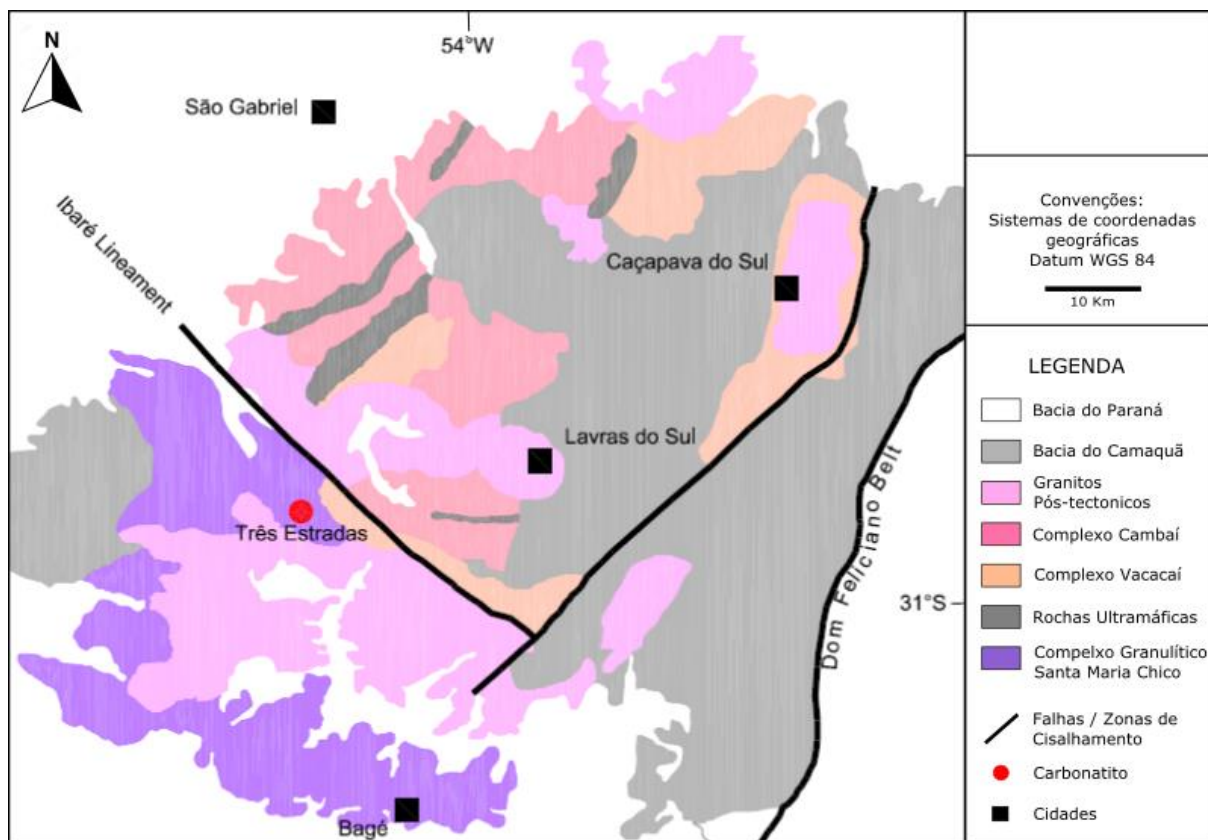 N
54°W
São Gabriel
Ibaré Lineament
Caçapava do Sul
Lavras do Sul
Três Estradas
31°S
Dom Feliciano Belt
Bagé
Convenções:
Sistemas de coordenadas
geográficas
Datum WGS 84
10 Km
LEGENDA
Bacia do Paraná
Bacia do Camaquã
Granitos
Pós-tectonicos
Complexo Cambaí
Complexo Vacacaí
Rochas Ultramáficas
Compelxo Granulítico
Santa Maria Chico
Falhas / Zonas de
Cisalhamento
Carbonatito
Cidades